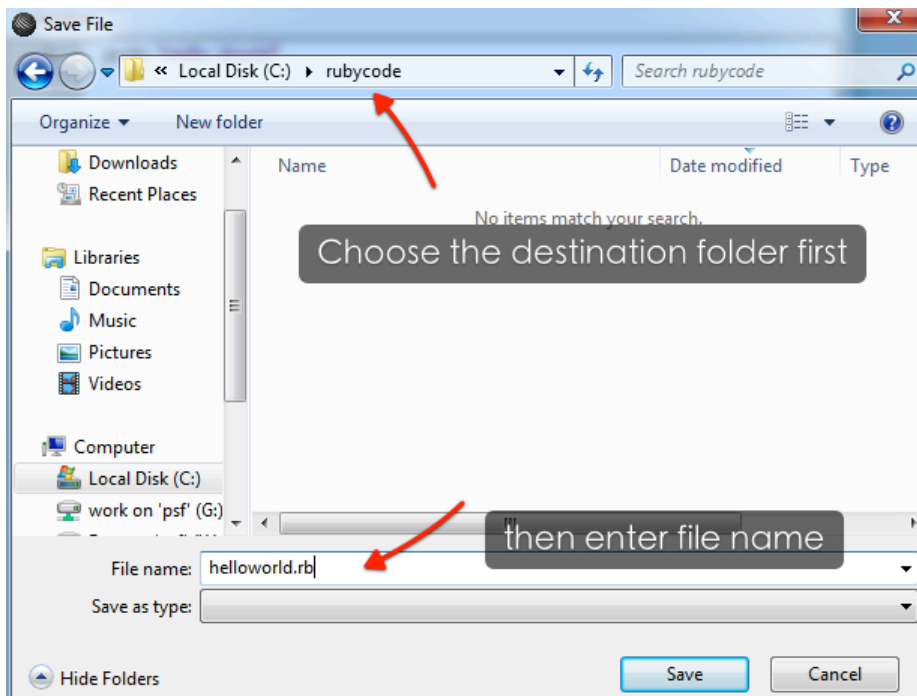 Save File
« Local Disk (C:) ▸ rubycode
Search rubycode
Organize
New folder
Downloads
Recent Places
Name
Date modified
Type
No items match your search.
Choose the destination folder first
Libraries
Documents
Music
Pictures
Videos
Computer
Local Disk (C:)
work on 'psf' (G:)
then enter file name
File name: helloworld.rb
Save as type:
Hide Folders
Save
Cancel